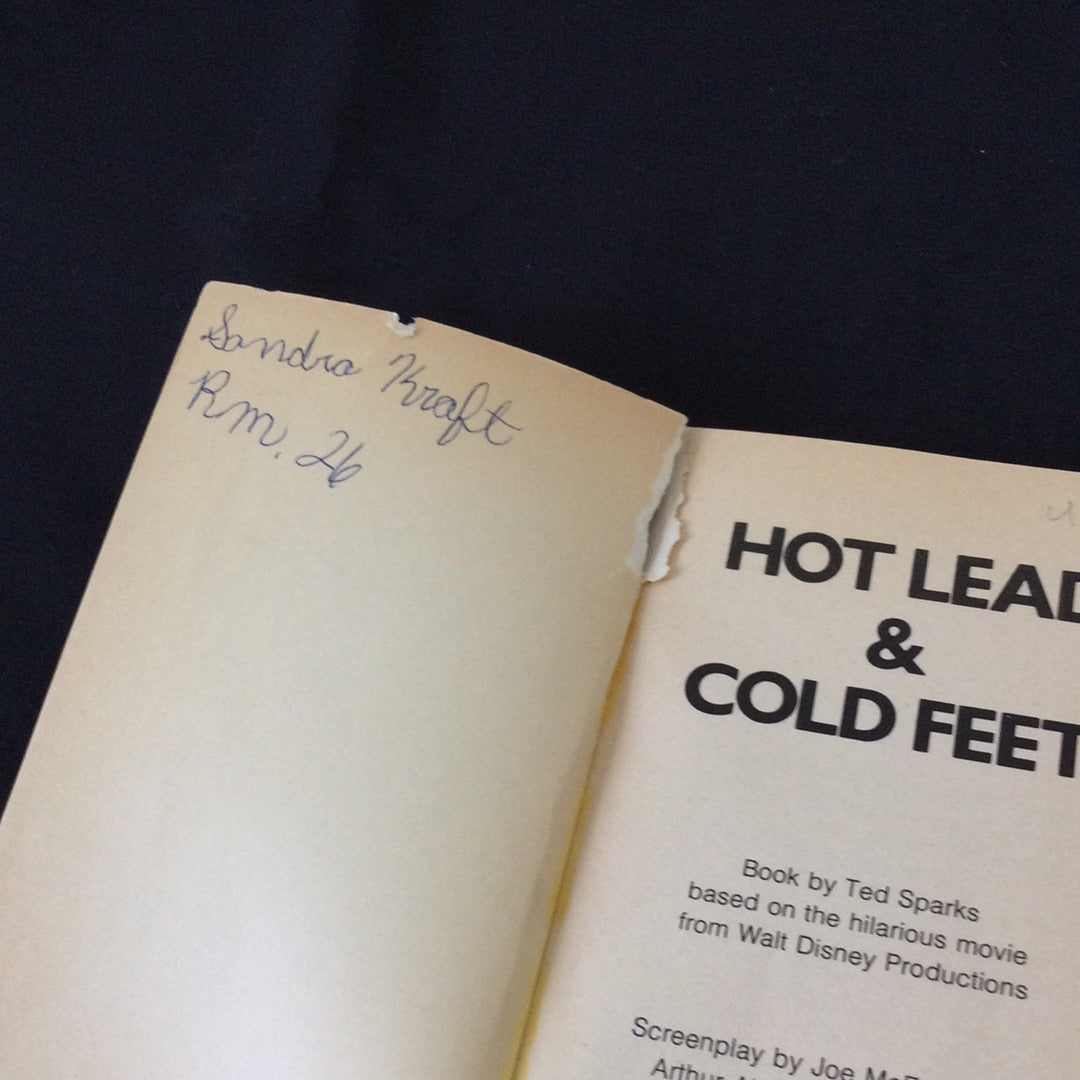 Sandra Kraft
Rm. 26
HOT LEAD
&
COLD FEET
Book by Ted Sparks
based on the hilarious movie
from Walt Disney Productions
Screenplay by Joe
Arthur